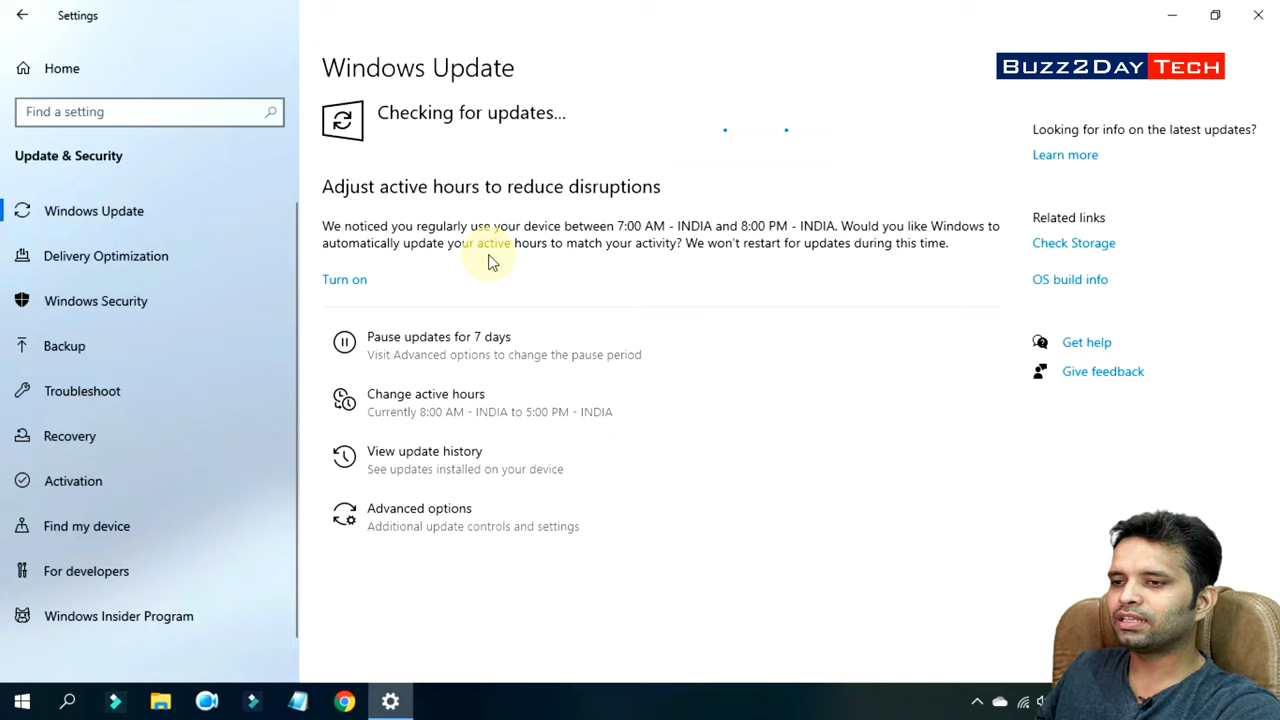 Settings
Home
Find a setting
Update & Security
Windows Update
Delivery Optimization
Windows Security
Backup
Troubleshoot
Recovery
Activation
Find my device
For developers
Windows Insider Program
Windows Update
Checking for updates...
Adjust active hours to reduce disruptions
We noticed you regularly use your device between 7:00 AM - INDIA and 8:00 PM - INDIA. Would you like Windows to
automatically update your active hours to match your activity? We won't restart for updates during this time.
Turn on
Pause updates for 7 days
Visit Advanced options to change the pause period
Change active hours
Currently 8:00 AM - INDIA to 5:00 PM - INDIA
View update history
See updates installed on your device
Advanced options
Additional update controls and settings
BUZZ2DAY TECH
Looking for info on the latest updates?
Learn more
Related links
Check Storage
OS build info
Get help
Give feedback